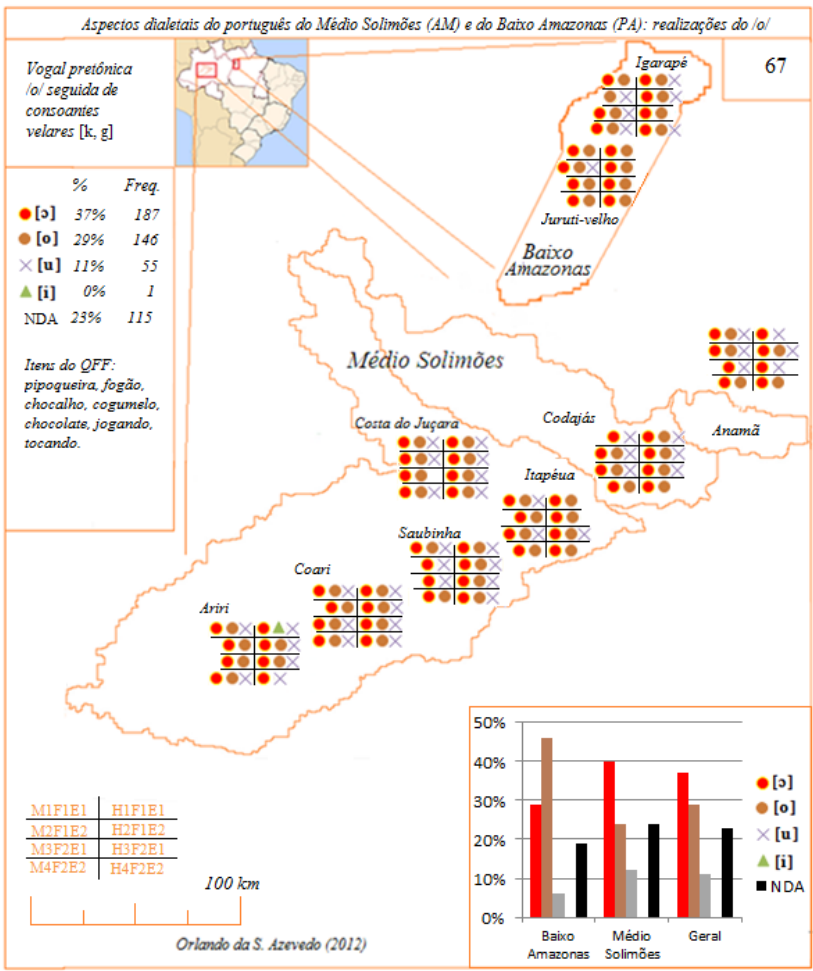 Aspectos dialetais do português do Médio Solimões (AM) e do Baixo Amazonas (PA): realizações do /o/
67
Vogal pretônica
/o/ seguida de
consoantes
velares [k, g]
% Freq.
[ɔ] 37% 187
[o] 29% 146
[u] 11% 55
[i] 0% 1
NDA 23% 115
Itens do QFF:
pipoqueira, fogão,
chocalho, cogumelo,
chocolate, jogando,
tocando.
Igarapé
Juruti-velho
Baixo
Amazonas
Médio Solimões
Costa do Juçara
Codajás
Anamã
Itapéua
Saubinha
Coari
Ariri
M1F1E1 H1F1E1
M2F1E2 H2F1E2
M3F2E1 H3F2E1
M4F2E2 H4F2E2
100 km
Orlando da S. Azevedo (2012)
50%
40%
30%
20%
10%
0%
Baixo
Amazonas
Médio
Solimões
Geral
[ɔ]
[o]
[u]
[i]
NDA